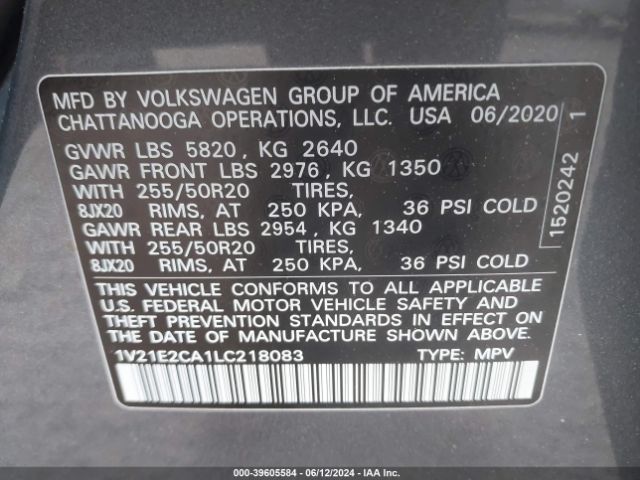 MFD BY VOLKSWAGEN GROUP OF AMERICA
CHATTANOOGA OPERATIONS, LLC. USA 06/2020
GVWR LBS 5820 , KG 2640
GAWR FRONT LBS 2976 , KG 1350
WITH 255/50R20 TIRES,
8JX20 RIMS, AT 250 KPA, 36 PSI COLD
GAWR REAR LBS 2954 , KG 1340
WITH 255/50R20 TIRES,
8JX20 RIMS, AT 250 KPA, 36 PSI COLD
THIS VEHICLE CONFORMS TO ALL APPLICABLE
U.S. FEDERAL MOTOR VEHICLE SAFETY AND
THEFT PREVENTION STANDARDS IN EFFECT ON
THE DATE OF MANUFACTURE SHOWN ABOVE.
1V21E2CA1LC218083 TYPE: MPV
1520242 1
000-39605584 - 06/12/2024 - IAAI.COM